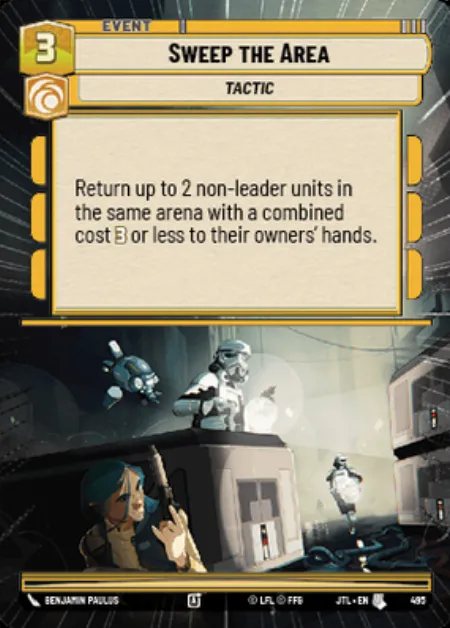 EVENT
3
SWEEP THE AREA
TACTIC
Return up to 2 non-leader units in
the same arena with a combined
cost 3 or less to their owners' hands.
BENJAMIN PAULUS
© LFL © FFG
JTL • EN
495